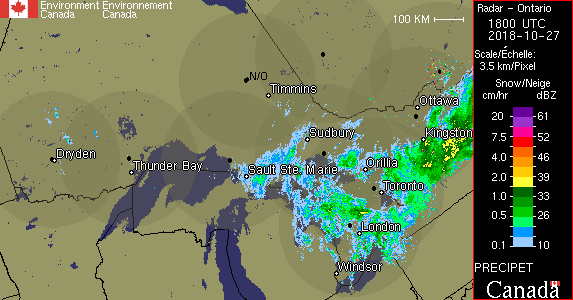 Environment Environnement
Canada Canada
100 KM
Radar - Ontario
1800 UTC
2018-10-27
Scale/Échelle:
3.5 km/Pixel
Snow/Neige
cm/hr dBZ
20 61
7.5 52
4.0 46
2.0 39
1.0 33
0.5 26
0.1 10
PRECIPET
Canada
N/O
Timmins
Ottawa
Kingston
Sudbury
Dryden
Thunder Bay
Sault Ste. Marie
Orillia
Toronto
London
Windsor